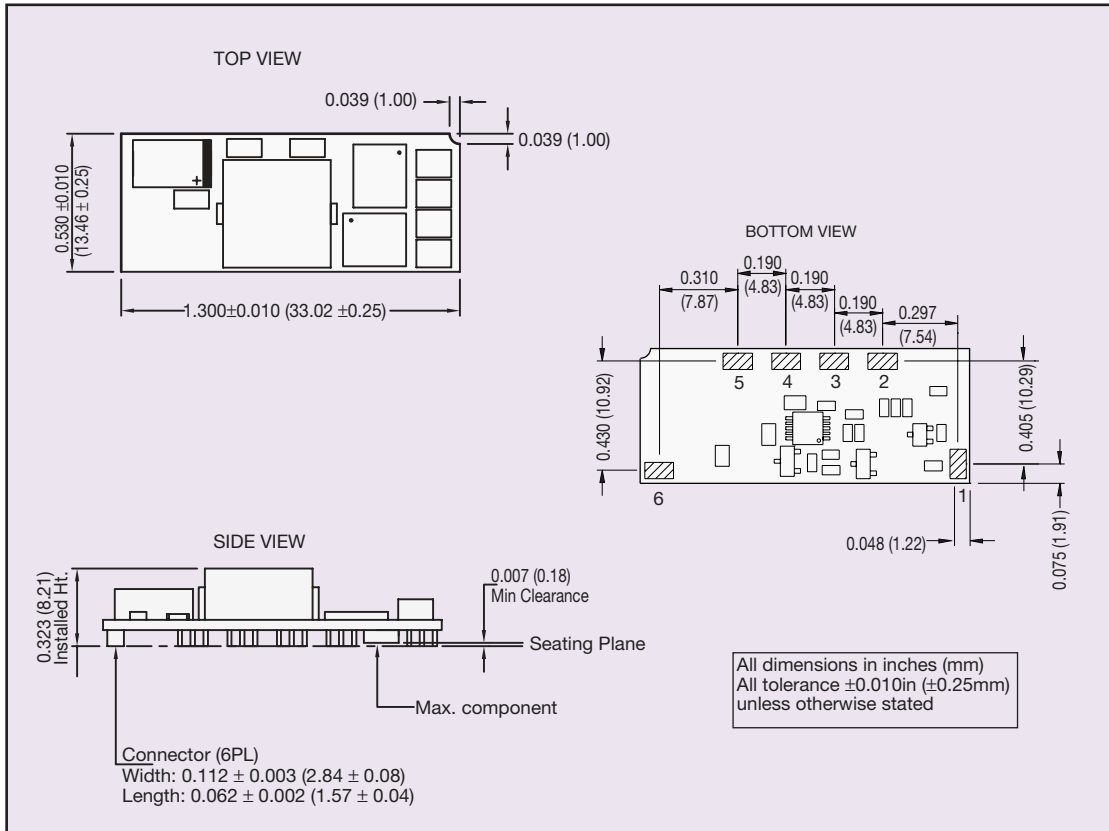 TOP VIEW
0.039 (1.00)
0.039 (1.00)
0.530 ±0.010
(13.46 ± 0.25)
+
1.300±0.010 (33.02 ±0.25)
BOTTOM VIEW
0.310
(7.87)
0.190
(4.83)
0.190
(4.83)
0.190
(4.83)
0.297
(7.54)
5
4
3
2
0.430 (10.92)
0.405 (10.29)
6
1
0.048 (1.22)
0.075 (1.91)
SIDE VIEW
0.323 (8.21)
Installed Ht.
0.007 (0.18)
Min Clearance
Seating Plane
Max. component
Connector (6PL)
Width: 0.112 ± 0.003 (2.84 ± 0.08)
Length: 0.062 ± 0.002 (1.57 ± 0.04)
All dimensions in inches (mm)
All tolerance ±0.010in (±0.25mm)
unless otherwise stated